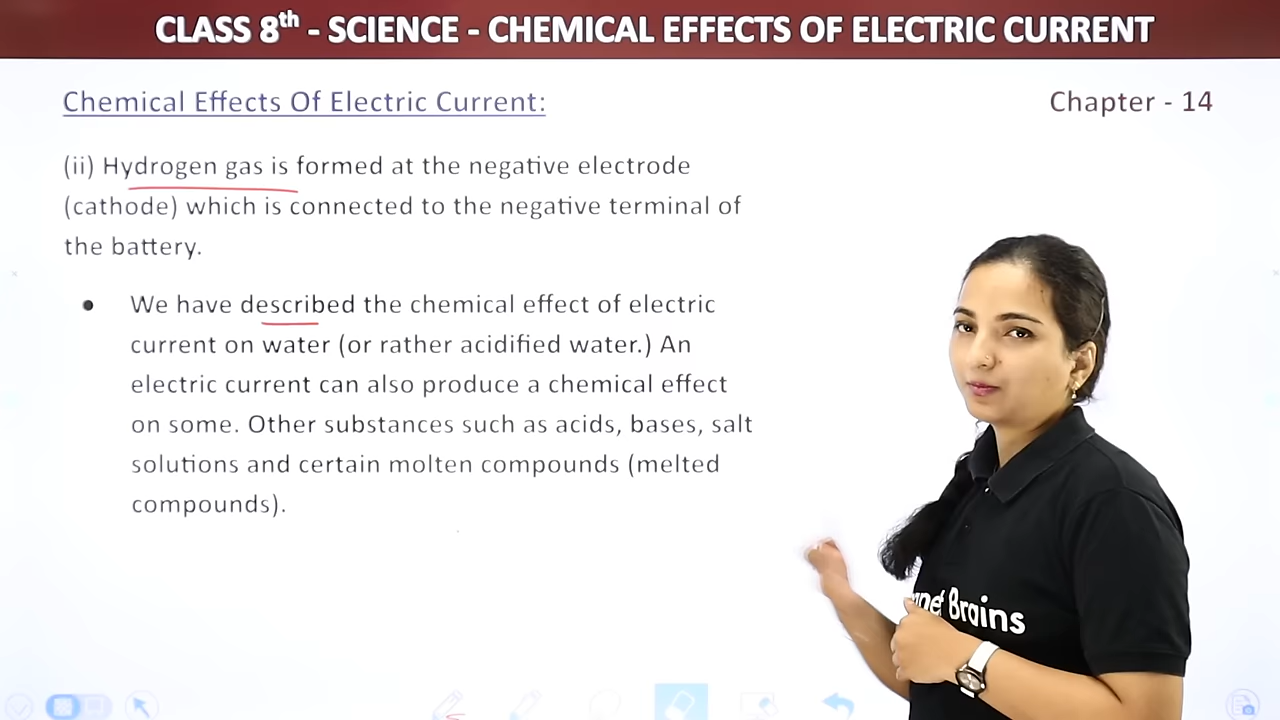 CLASS 8th - SCIENCE - CHEMICAL EFFECTS OF ELECTRIC CURRENT
Chemical Effects Of Electric Current:
Chapter - 14
(ii) Hydrogen gas is formed at the negative electrode
(cathode) which is connected to the negative terminal of
the battery.
• We have described the chemical effect of electric
current on water (or rather acidified water.) An
electric current can also produce a chemical effect
on some. Other substances such as acids, bases, salt
solutions and certain molten compounds (melted
compounds).
Brains